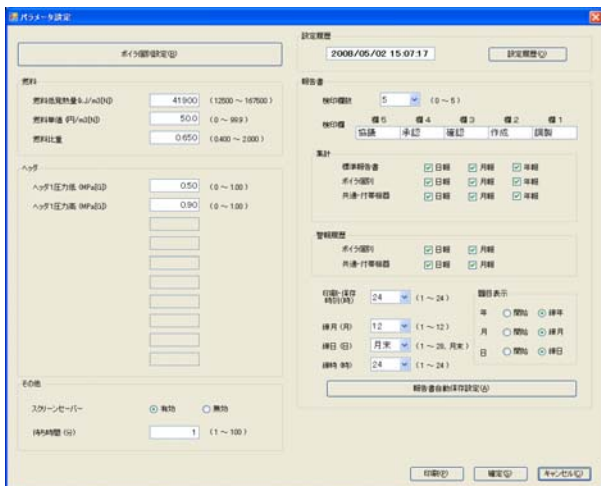 パラメータ設定
ボイラ個別設定(B)
燃料
燃料低発熱量(kJ/m3[N]) 41900 (12500 ~ 167500)
燃料単価 (円/m3[N]) 50.0 (0 ~ 99.9)
燃料比重 0.650 (0.400 ~ 2.000)
ヘッダ
ヘッダ1圧力低 (MPa[G]) 0.50 (0 ~ 1.00)
ヘッダ1圧力高 (MPa[G]) 0.90 (0 ~ 1.00)
その他
スクリーンセーバー 有効 無効
待ち時間 (分) 1 (1 ~ 100)
設定履歴
2008/05/02 15:07:17 設定履歴(Q)
報告書
検印欄数 5 (0 ~ 5)
欄5 欄4 欄3 欄2 欄1
検印欄 協議 承認 確認 作成 調製
集計
標準報告書 日報 月報 年報
ボイラ個別 日報 月報 年報
共通・付帯機器 日報 月報 年報
警報履歴
ボイラ個別 日報 月報
共通・付帯機器 日報 月報
印刷・保存
時刻(時) 24 (1 ~ 24)
締月 (月) 12 (1 ~ 12)
締日 (日) 月末 (1 ~ 28, 月末)
締時 (時) 24 (1 ~ 24)
題目表示
年 開始 締年
月 開始 締月
日 開始 締日
報告書自動保存設定(A)
印刷(P) 確定(S) キャンセル(C)